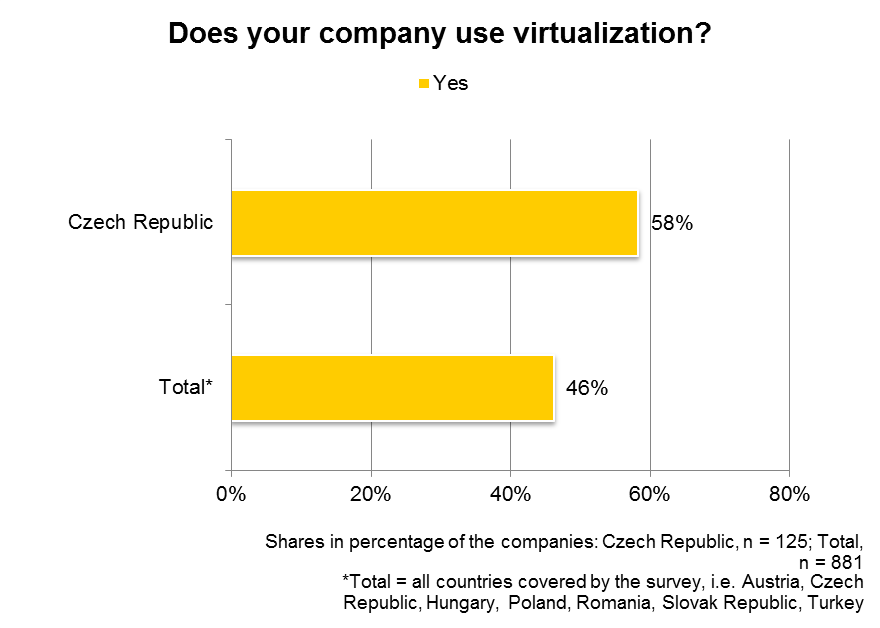 Does your company use virtualization?
Yes
Czech Republic
58%
Total*
46%
0%
20%
40%
60%
80%
Shares in percentage of the companies: Czech Republic, n = 125; Total,
n = 881
*Total = all countries covered by the survey, i.e. Austria, Czech
Republic, Hungary, Poland, Romania, Slovak Republic, Turkey